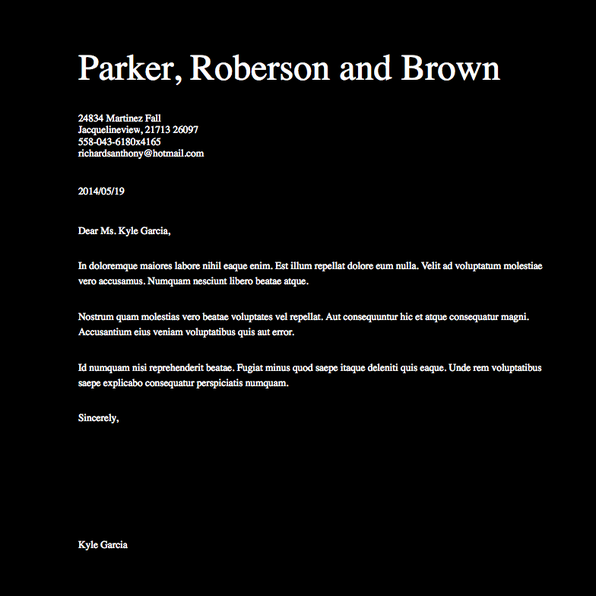 Parker, Roberson and Brown
24834 Martinez Fall
Jacquelineview, 21713 26097
558-043-6180x4165
richardsanthony@hotmail.com
2014/05/19
Dear Ms. Kyle Garcia,
In doloremque maiores labore nihil eaque enim. Est illum repellat dolore eum nulla. Velit ad voluptatum molestiae
vero accusamus. Numquam nesciunt libero beatae atque.
Nostrum quam molestias vero beatae voluptates vel repellat. Aut consequuntur hic et atque consequatur magni.
Accusantium eius veniam voluptatibus quis aut error.
Id numquam nisi reprehenderit beatae. Fugiat minus quod saepe itaque deleniti quis eaque. Unde rem voluptatibus
saepe explicabo consequatur perspiciatis numquam.
Sincerely,
Kyle Garcia